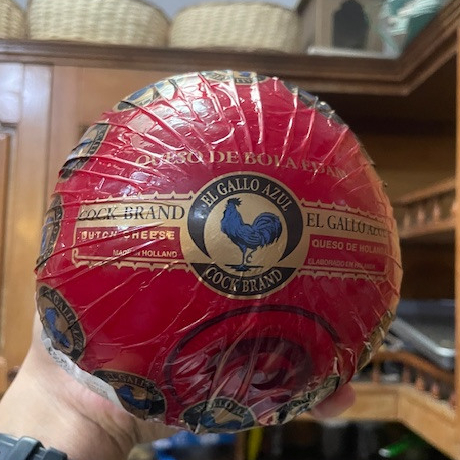 QUESO DE BOLA EDAM
EL GALLO AZUL
COCK BRAND
COCK BRAND
DUTCH CHEESE
MADE IN HOLLAND
EL GALLO AZUL
QUESO DE HOLANDA
ELABORADO EN HOLANDA